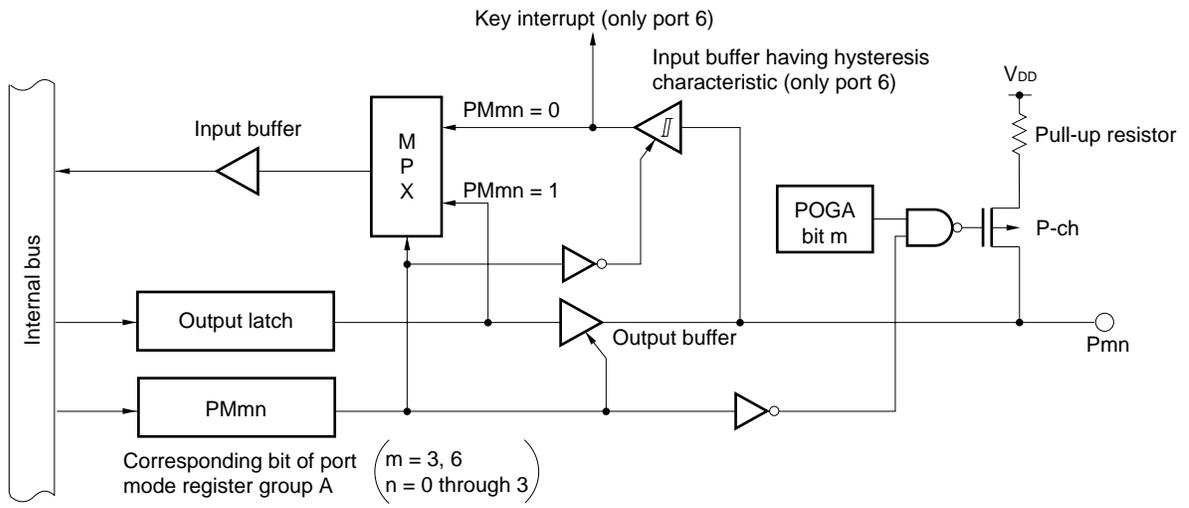 Key interrupt (only port 6)
Input buffer having hysteresis
characteristic (only port 6)
VDD
Pull-up resistor
PMmn = 0
Input buffer
M
P
X
PMmn = 1
POGA
bit m
P-ch
Internal bus
Output latch
Output buffer
Pmn
PMmn
Corresponding bit of port
mode register group A
m = 3, 6
n = 0 through 3